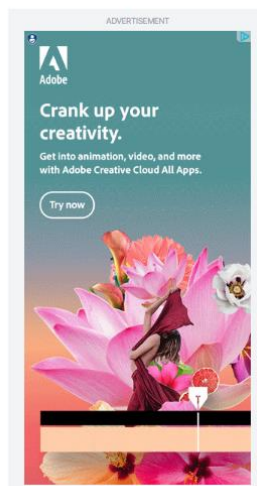 ADVERTISEMENT
Adobe
Crank up your
creativity.
Get into animation, video, and more
with Adobe Creative Cloud All Apps.
Try now
T